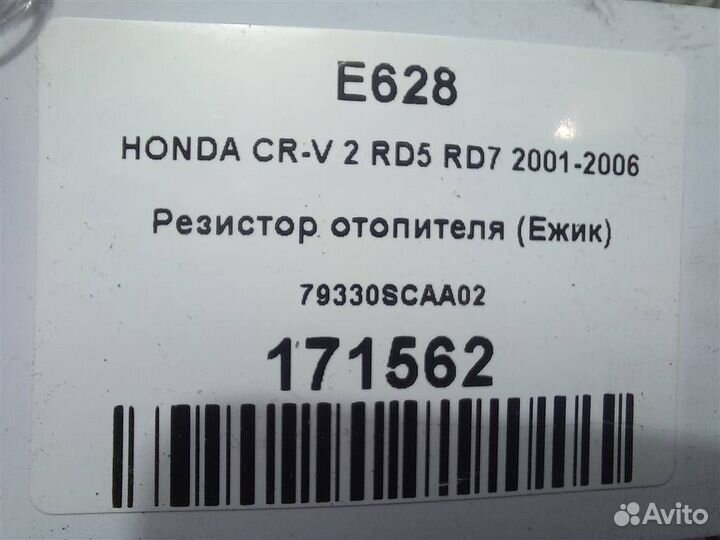 E628
HONDA CR-V 2 RD5 RD7 2001-2006
Резистор отопителя (Ежик)
79330SCAA02
171562
Avito